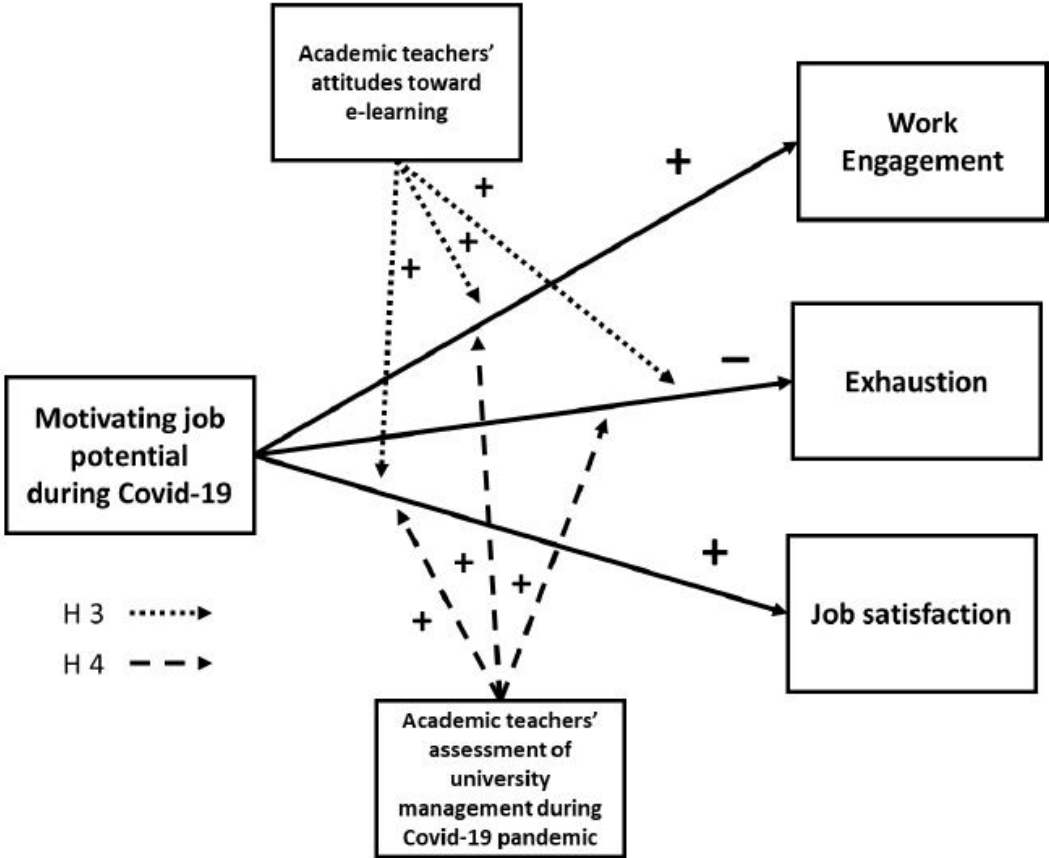 Academic teachers'
attitudes toward
e-learning
Work
Engagement
+
+
+
+
−
Exhaustion
Motivating job
potential
during Covid-19
+
Job satisfaction
+
+
+
H 3
H 4
Academic teachers'
assessment of
university
management during
Covid-19 pandemic